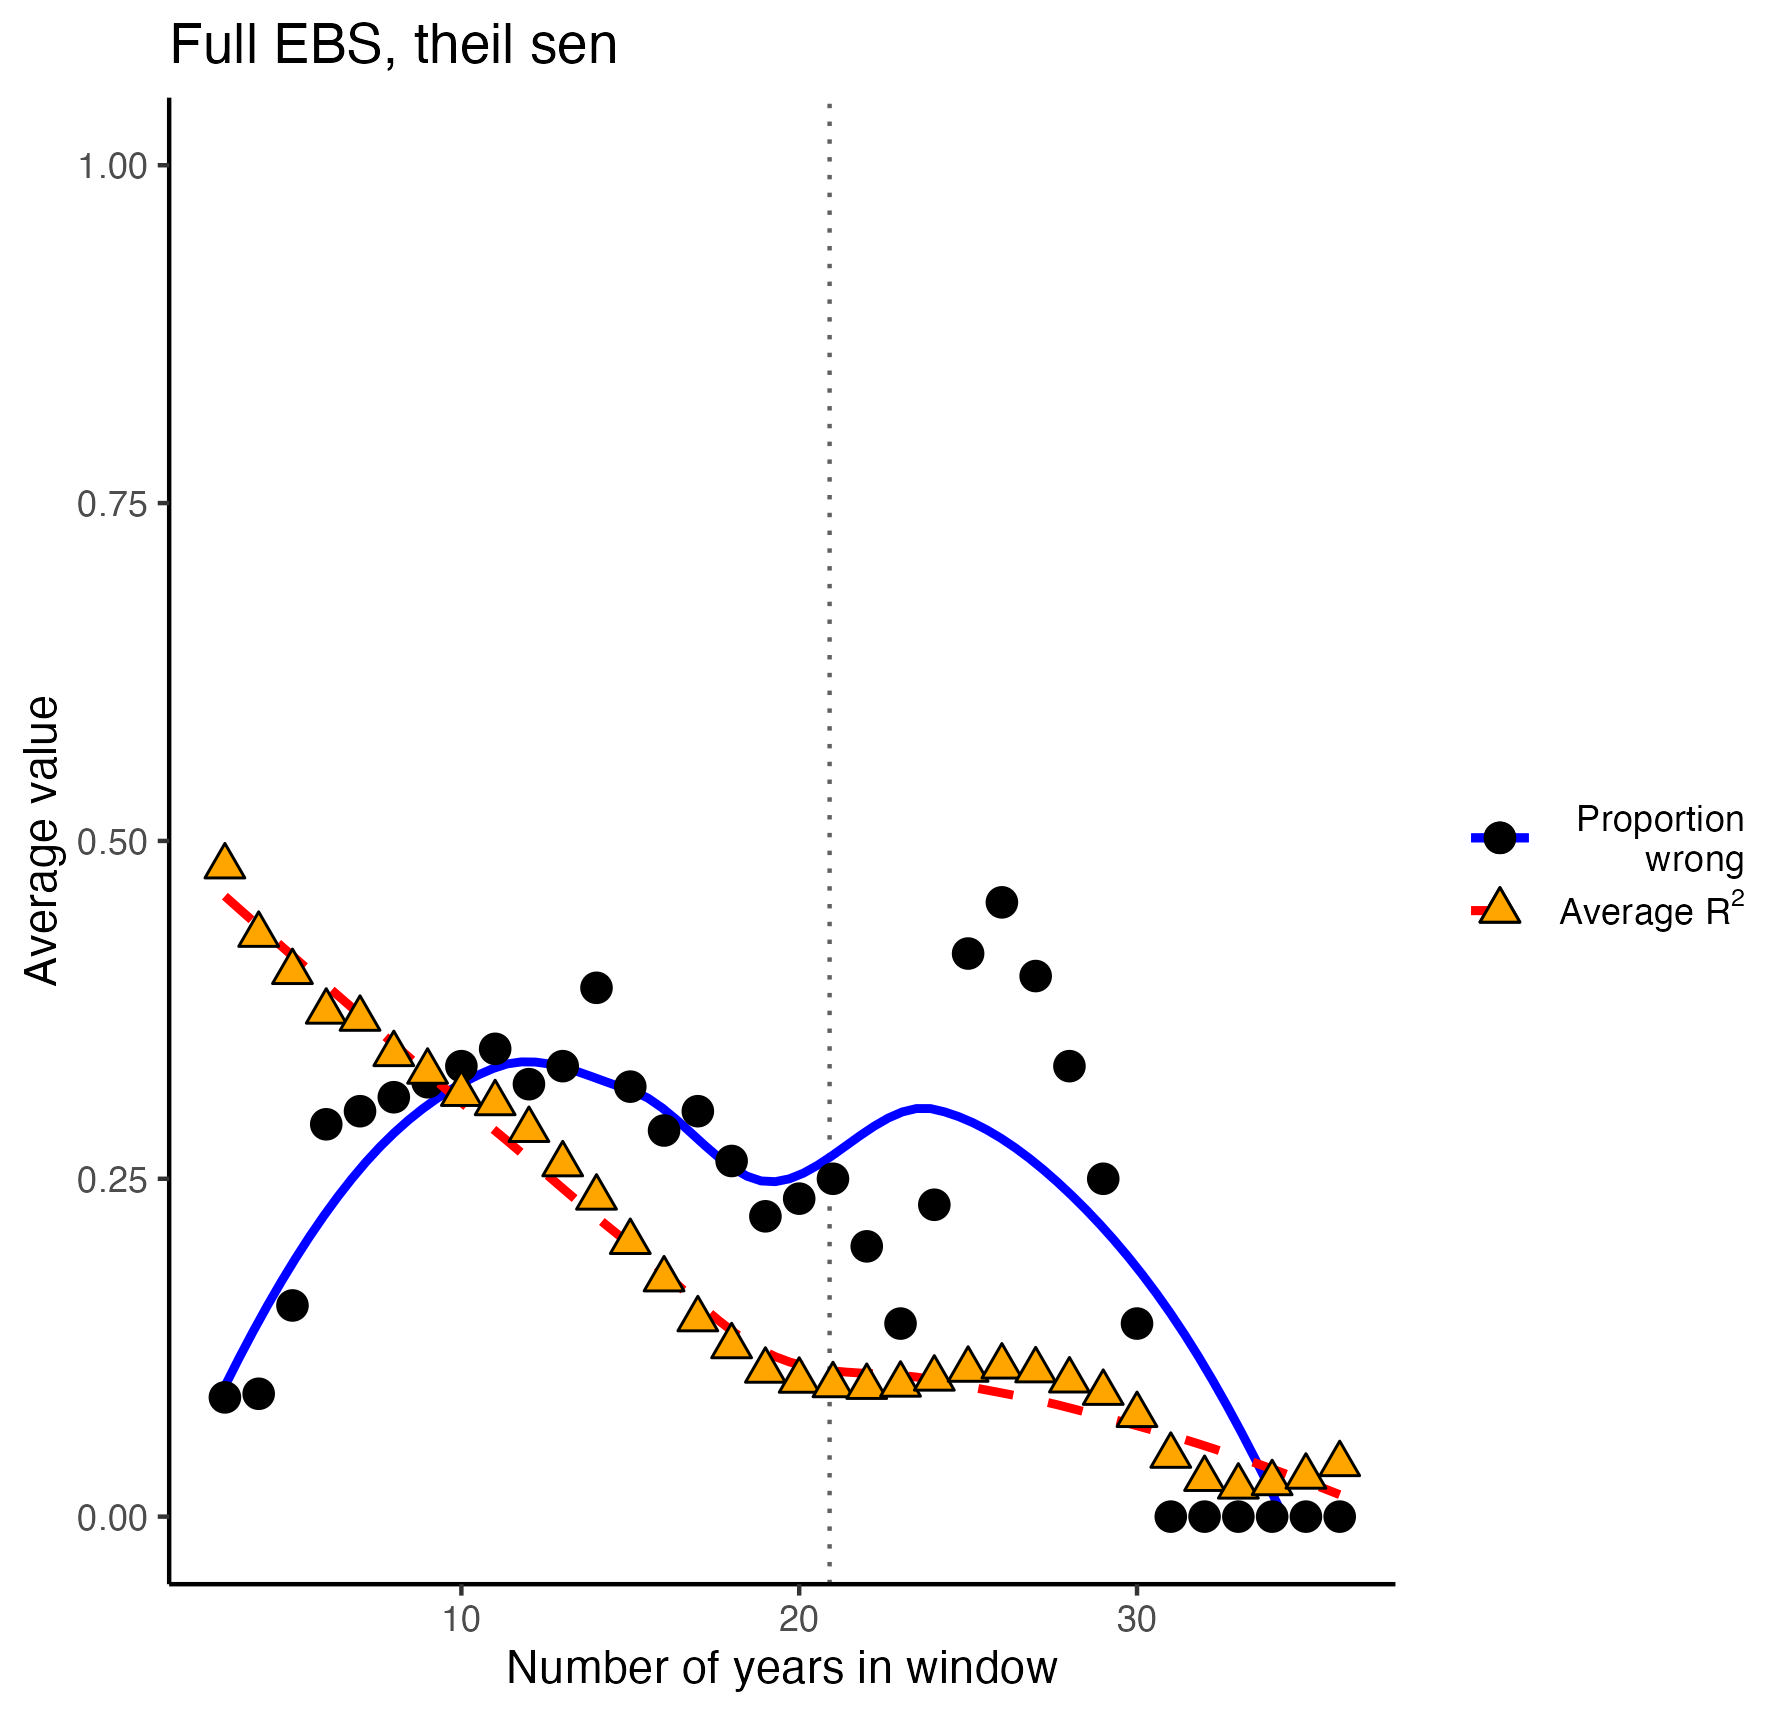 Full EBS, theil sen
1.00
0.75
0.50
0.25
0.00
Average value
10 20 30
Number of years in window
Proportion
wrong
Average R²